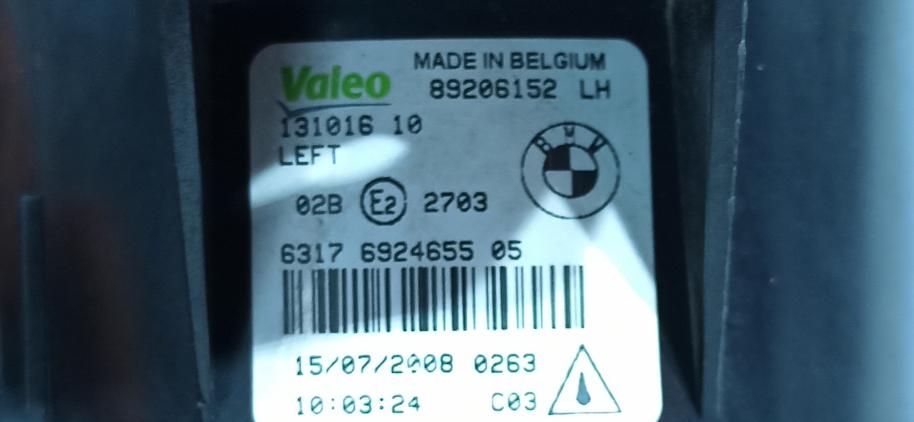 Valeo MADE IN BELGIUM
89206152 LH
131016 10
LEFT
BMW
02B E2 2703
6317 6924655 05
15/07/2008 0263
10:03:24 C03